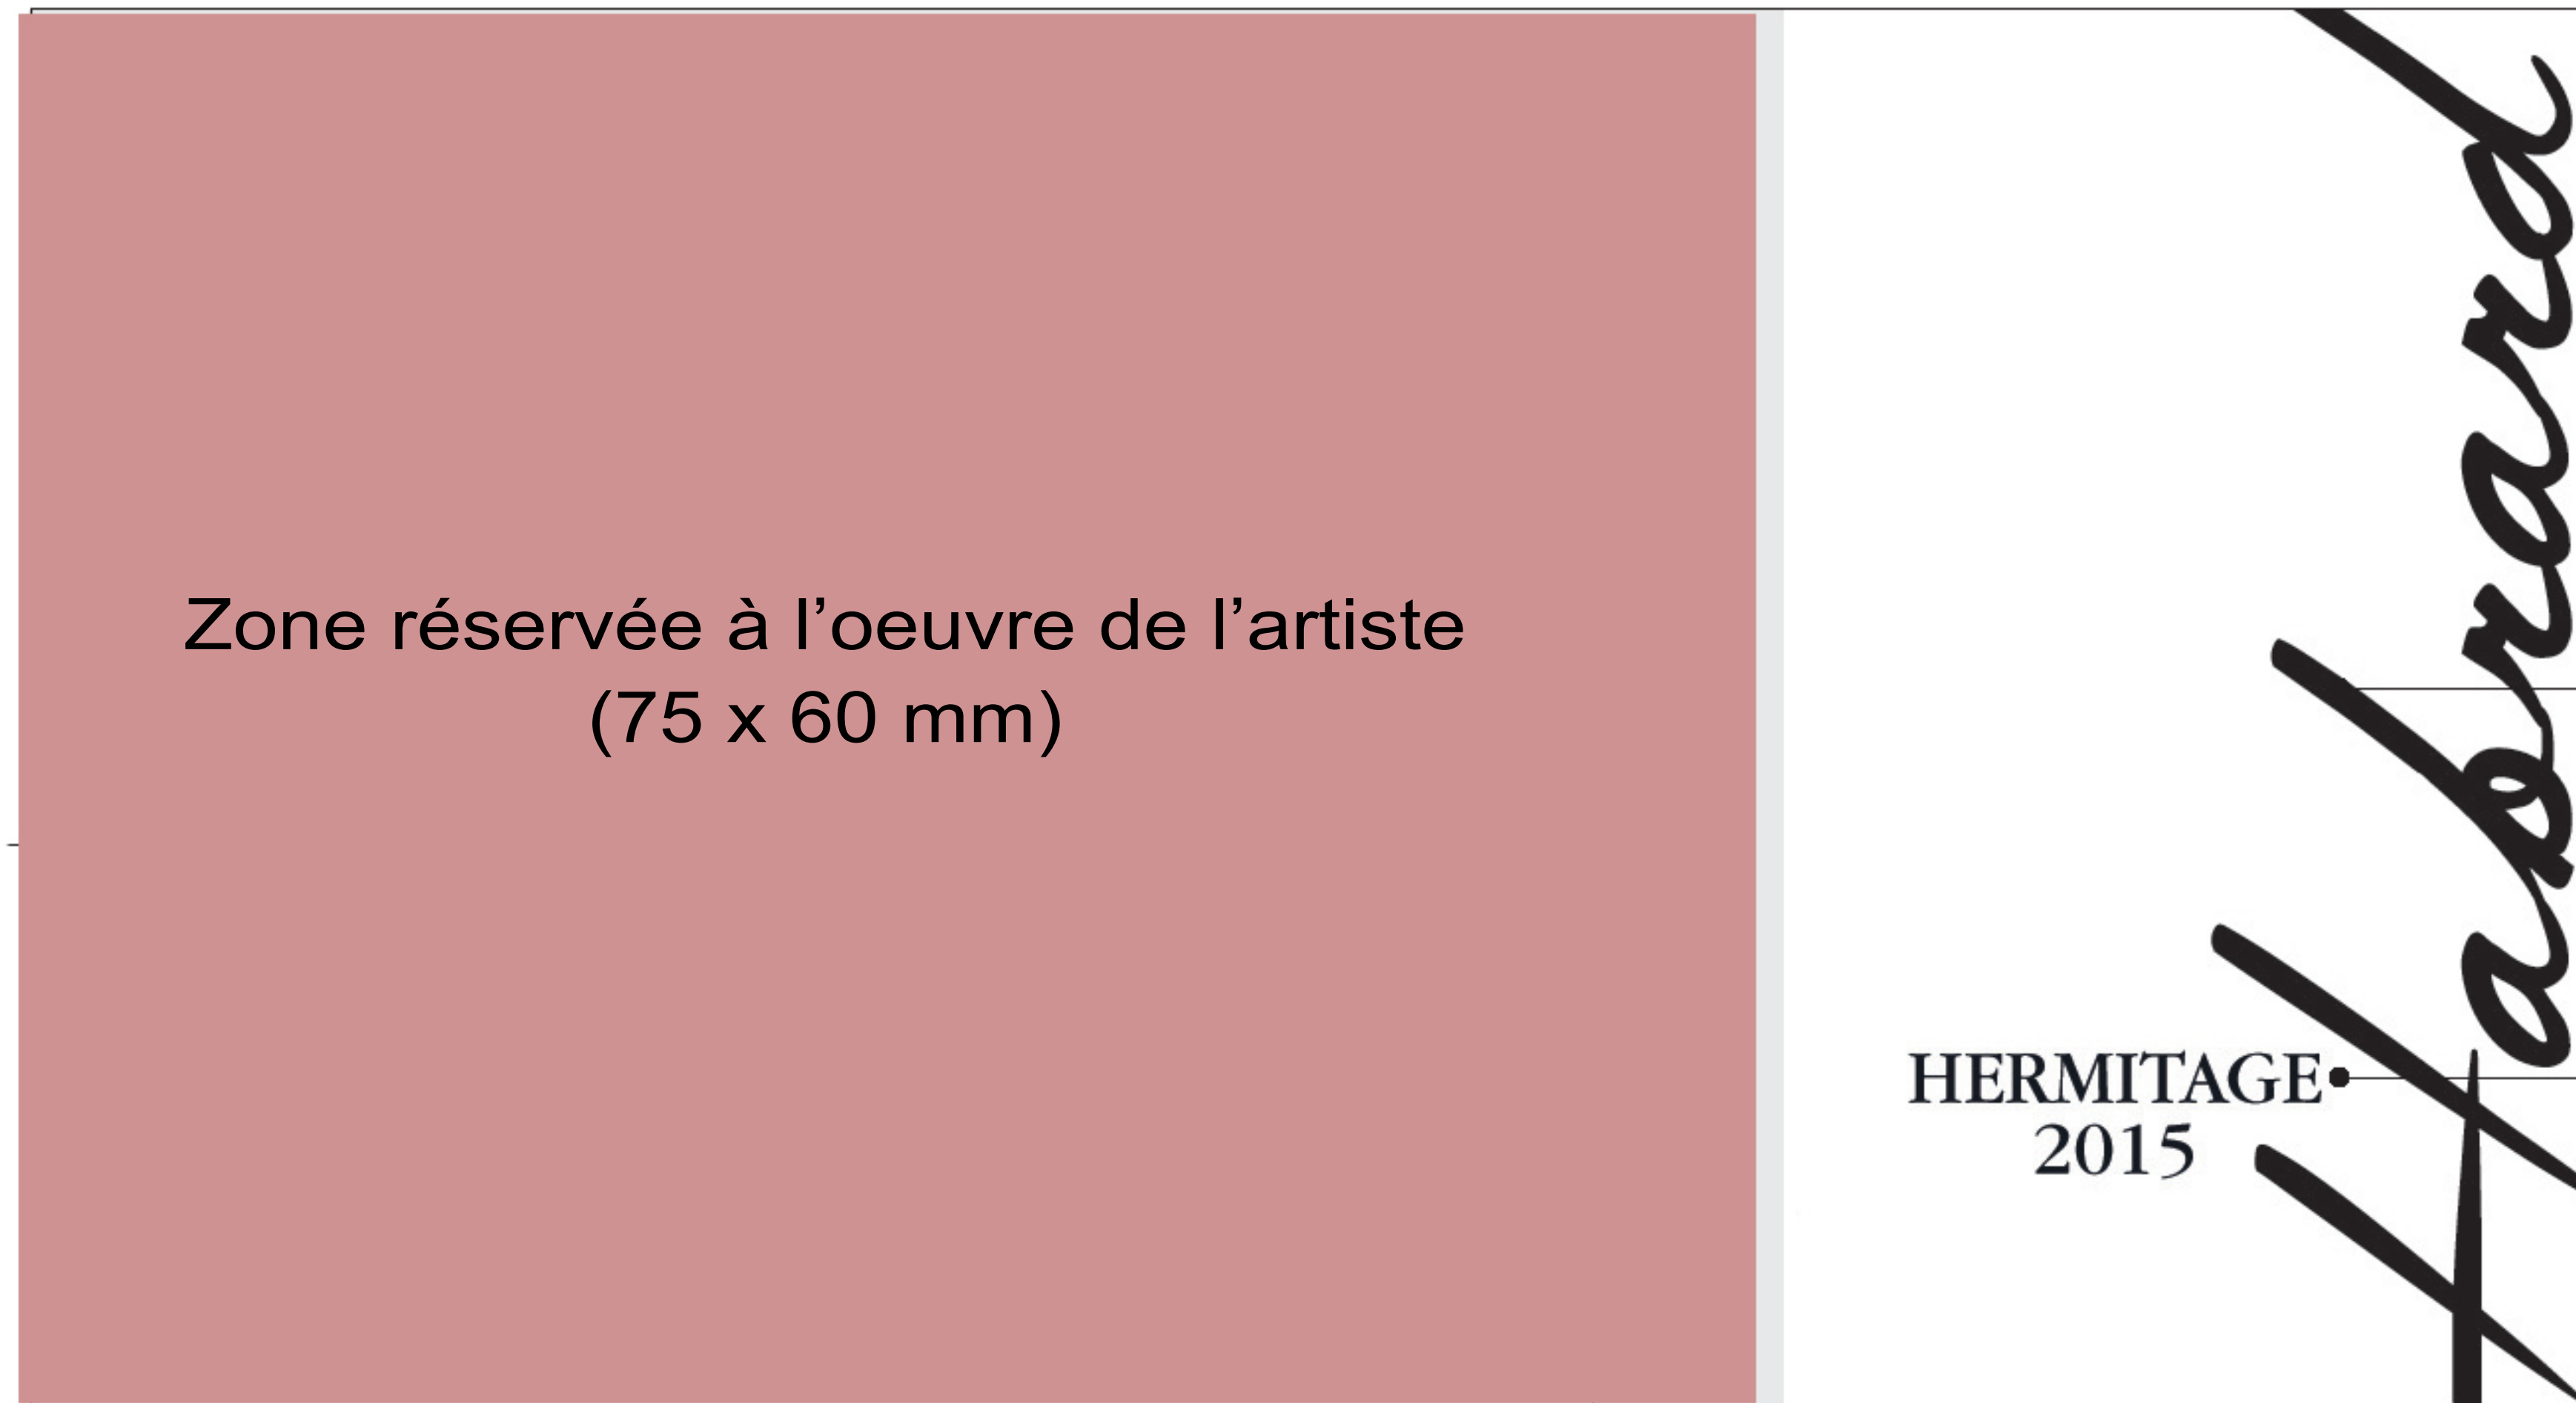 Zone réservée à l’oeuvre de l’artiste
(75 x 60 mm)
HERMITAGE
2015
Habrard